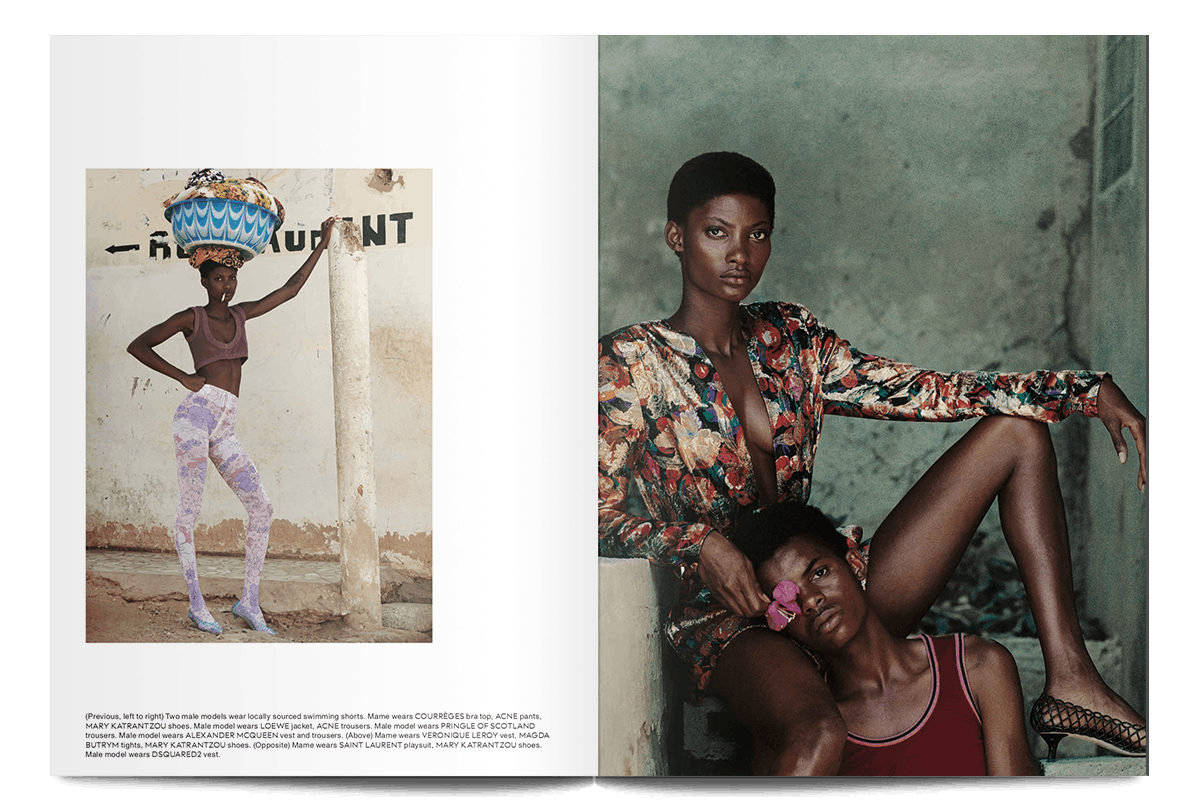 ← R AURANT
(Previous, left to right) Two male models wear locally sourced swimming shorts. Mame wears COURRÈGES bra top, ACNE pants,
MARY KATRANTZOU shoes. Male model wears LOEWE jacket, ACNE trousers. Male model wears PRINGLE OF SCOTLAND
trousers. Male model wears ALEXANDER MCQUEEN vest and trousers. (Above) Mame wears VERONIQUE LEROY vest, MAGDA
BUTRYM tights, MARY KATRANTZOU shoes. (Opposite) Mame wears SAINT LAURENT playsuit, MARY KATRANTZOU shoes.
Male model wears DSQUARED2 vest.